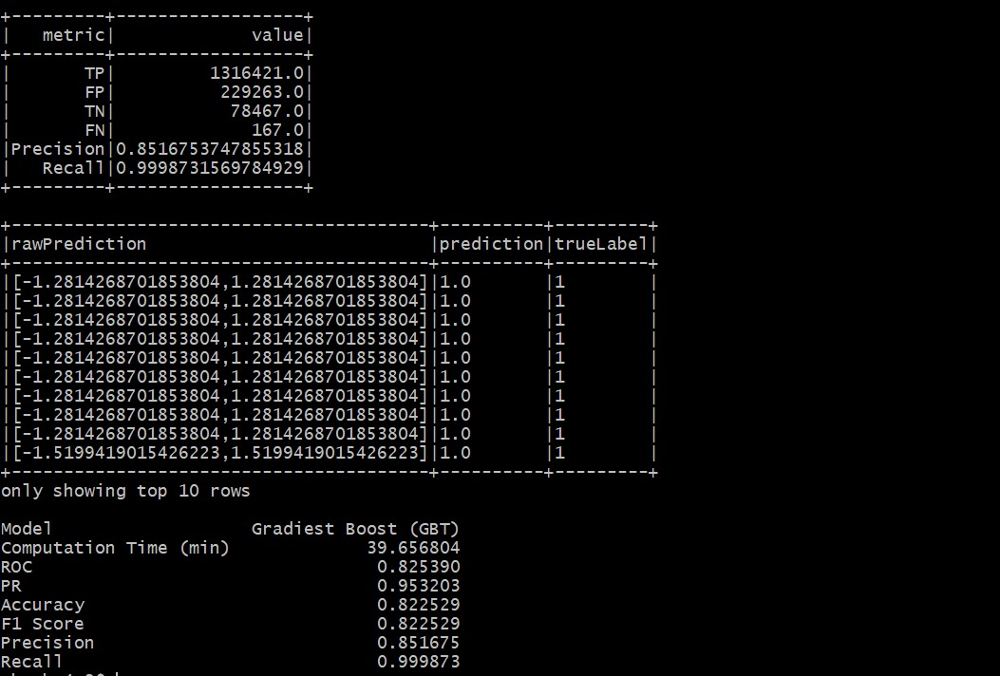 +---------+------------------+
|   metric|             value|
+---------+------------------+
|       TP|         1316421.0|
|       FP|          229263.0|
|       TN|           78467.0|
|       FN|             167.0|
|Precision|0.8516753747855318|
|   Recall|0.9998731569784929|
+---------+------------------+
+----------------------------------------+----------+---------+
|rawPrediction                           |prediction|trueLabel|
+----------------------------------------+----------+---------+
|[-1.2814268701853804,1.2814268701853804]|1.0       |1        |
|[-1.2814268701853804,1.2814268701853804]|1.0       |1        |
|[-1.2814268701853804,1.2814268701853804]|1.0       |1        |
|[-1.2814268701853804,1.2814268701853804]|1.0       |1        |
|[-1.2814268701853804,1.2814268701853804]|1.0       |1        |
|[-1.2814268701853804,1.2814268701853804]|1.0       |1        |
|[-1.2814268701853804,1.2814268701853804]|1.0       |1        |
|[-1.2814268701853804,1.2814268701853804]|1.0       |1        |
|[-1.2814268701853804,1.2814268701853804]|1.0       |1        |
|[-1.5199419015426223,1.5199419015426223]|1.0       |1        |
+----------------------------------------+----------+---------+
only showing top 10 rows
Model                   Gradiest Boost (GBT)
Computation Time (min)             39.656804
ROC                                 0.825390
PR                                  0.953203
Accuracy                            0.822529
F1 Score                            0.822529
Precision                           0.851675
Recall                              0.999873